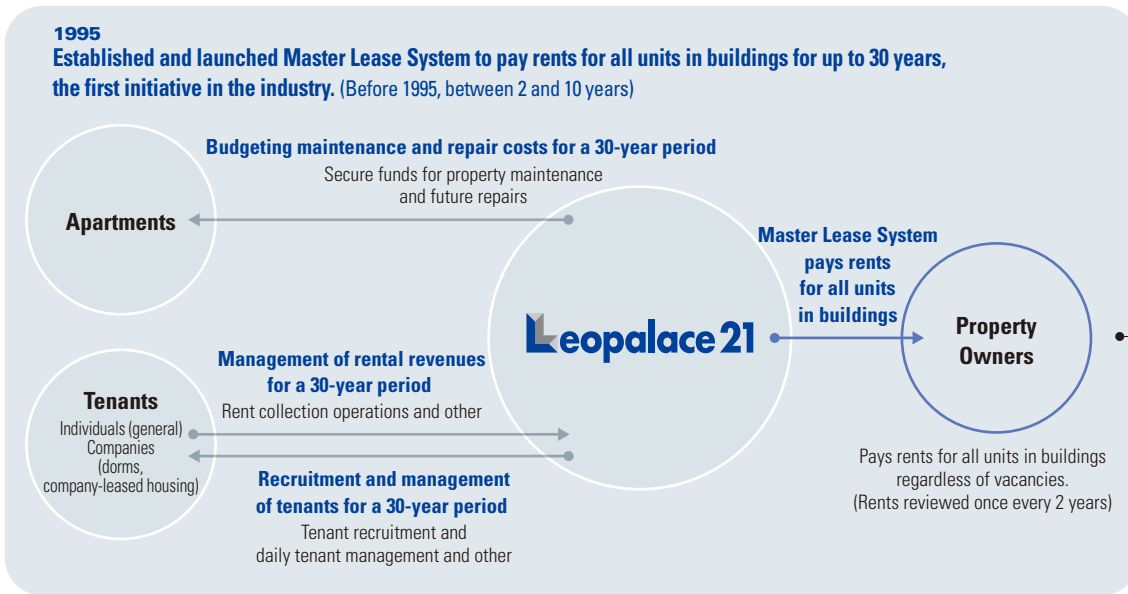 1995
Established and launched Master Lease System to pay rents for all units in buildings for up to 30 years,
the first initiative in the industry. (Before 1995, between 2 and 10 years)
Budgeting maintenance and repair costs for a 30-year period
Secure funds for property maintenance
and future repairs
Apartments
Master Lease System
pays rents
for all units
in buildings
Leopalace 21
Property
Owners
Management of rental revenues
for a 30-year period
Rent collection operations and other
Tenants
Individuals (general)
Companies
(dorms,
company-leased housing)
Recruitment and management
of tenants for a 30-year period
Tenant recruitment and
daily tenant management and other
Pays rents for all units in buildings
regardless of vacancies.
(Rents reviewed once every 2 years)